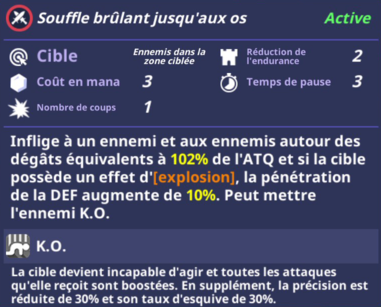 Souffle brûlant jusqu'aux os Active
Cible Ennemis dans la zone ciblée Réduction de l'endurance 2
Coût en mana 3 Temps de pause 3
Nombre de coups 1
Inflige à un ennemi et aux ennemis autour des
dégâts équivalents à 102% de l'ATQ et si la cible
possède un effet d'[explosion], la pénétration
de la DEF augmente de 10%. Peut mettre
l'ennemi K.O.
K.O.
La cible devient incapable d'agir et toutes les attaques
qu'elle reçoit sont boostées. En supplément, la précision est
réduite de 30% et son taux d'esquive de 30%.